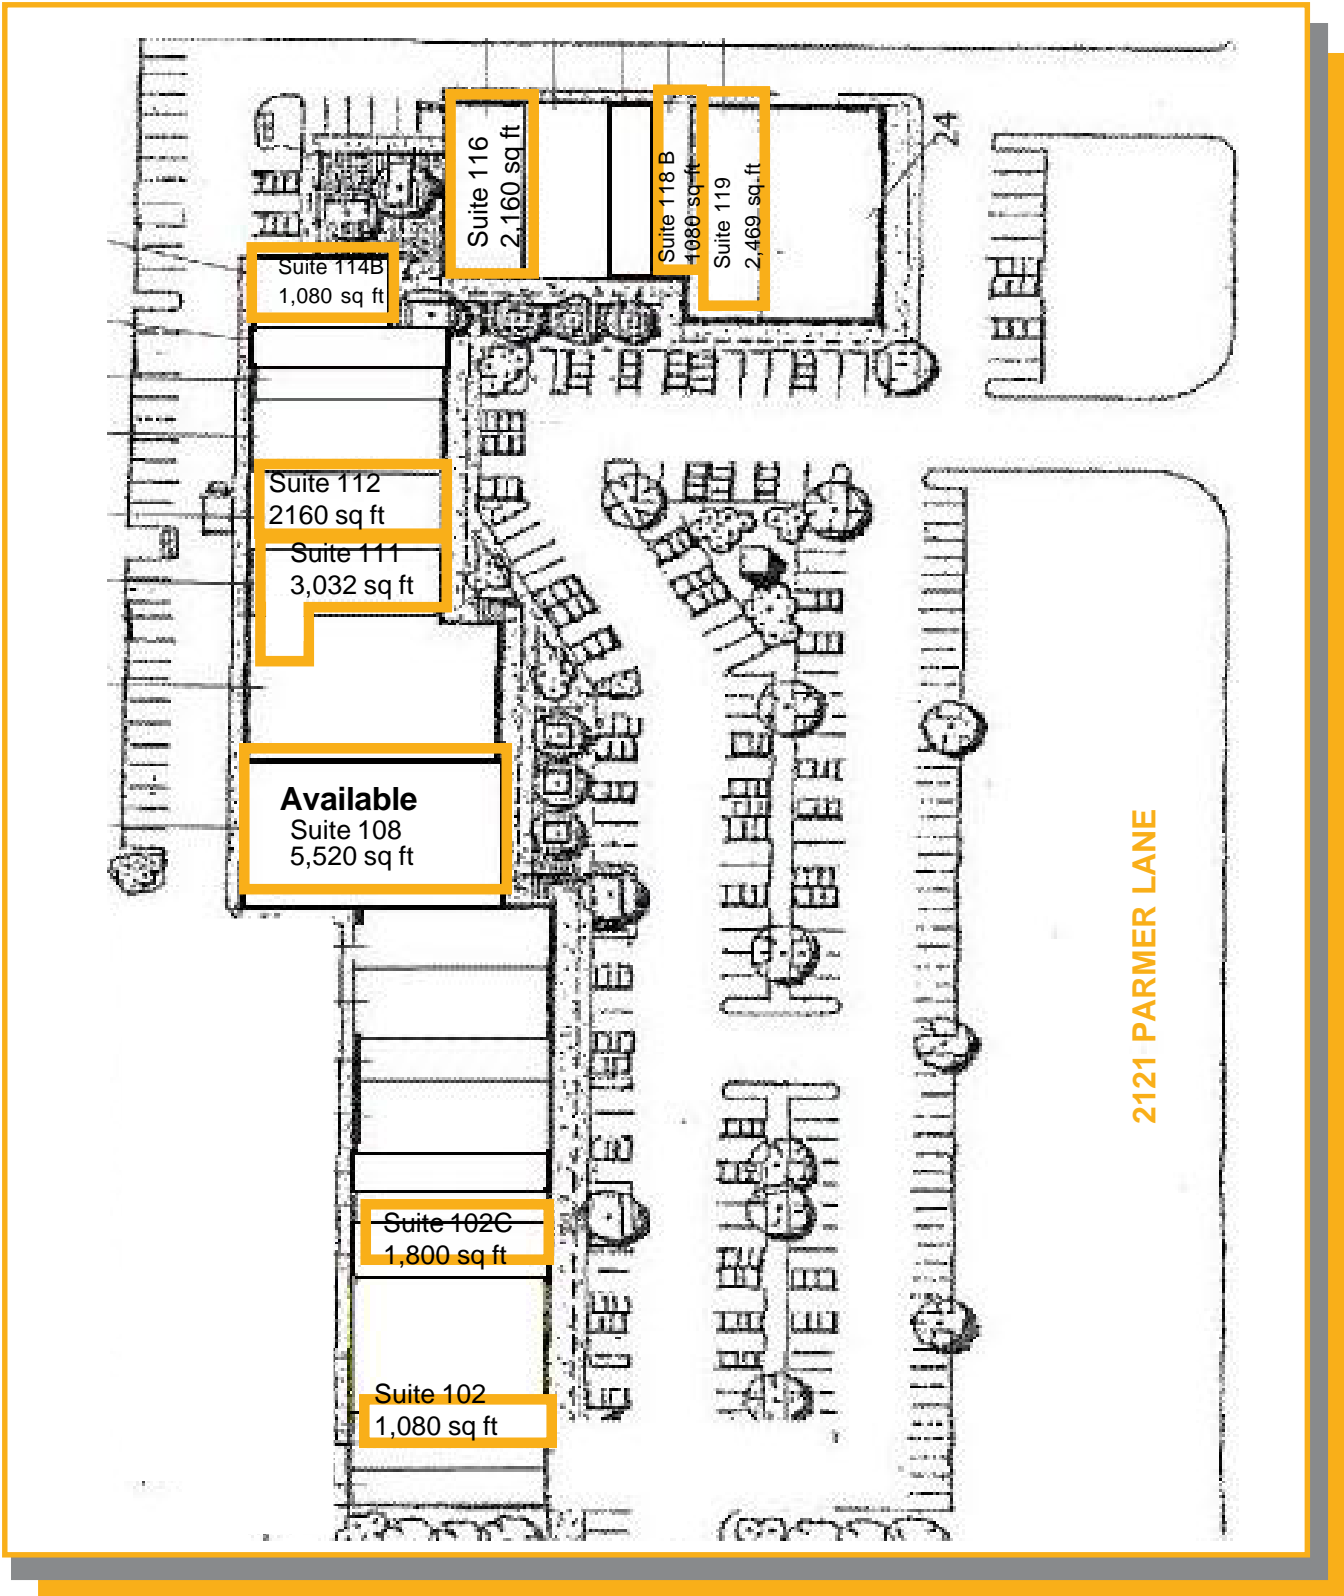 24
Suite 116
2,160 sq ft
Suite 118 B
1080 sq ft
Suite 119
2,469 sq ft
Suite 114B
1,080 sq ft
Suite 112
2160 sq ft
Suite 111
3,032 sq ft
Available
Suite 108
5,520 sq ft
2121 PARMER LANE
Suite 102C
1,800 sq ft
Suite 102
1,080 sq ft